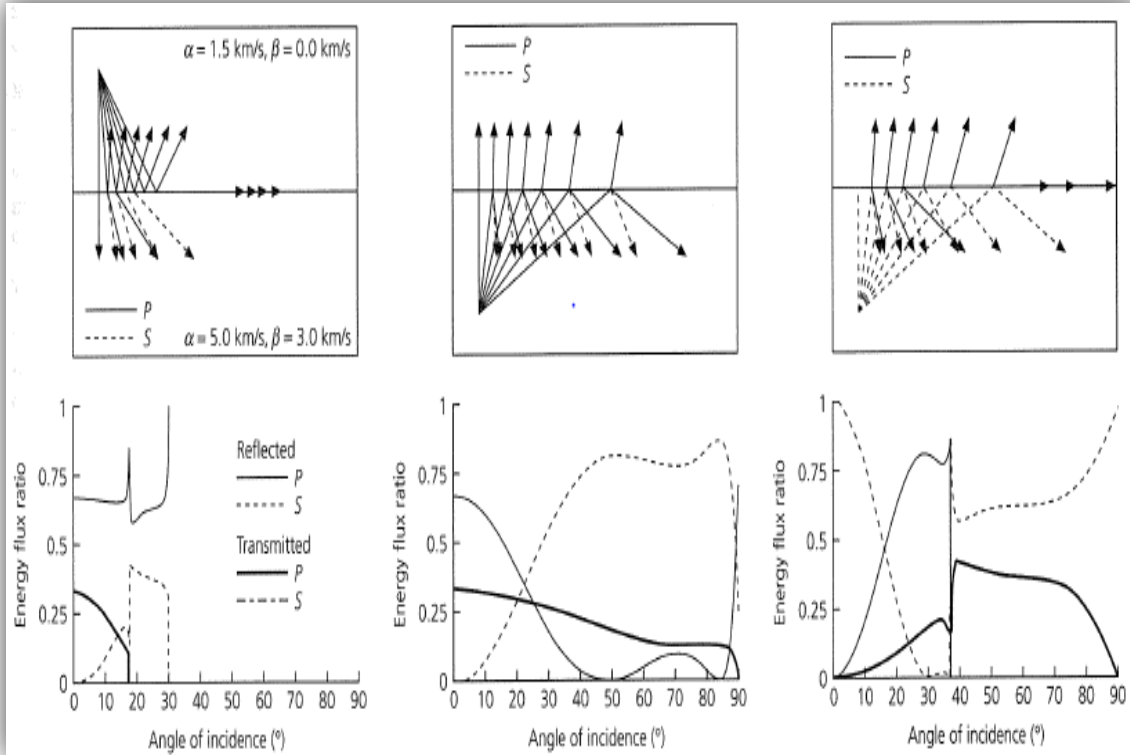 α = 1.5 km/s, β = 0.0 km/s
P
S
α = 5.0 km/s, β = 3.0 km/s
P
S
P
S
Energy flux ratio
1
0.75
0.5
0.25
0
0 10 20 30 40 50 60 70 80 90
Angle of incidence (°)
Reflected
P
S
Transmitted
P
S
Energy flux ratio
1
0.75
0.5
0.25
0
0 10 20 30 40 50 60 70 80 90
Angle of incidence (°)
Energy flux ratio
1
0.75
0.5
0.25
0
0 10 20 30 40 50 60 70 80 90
Angle of incidence (°)